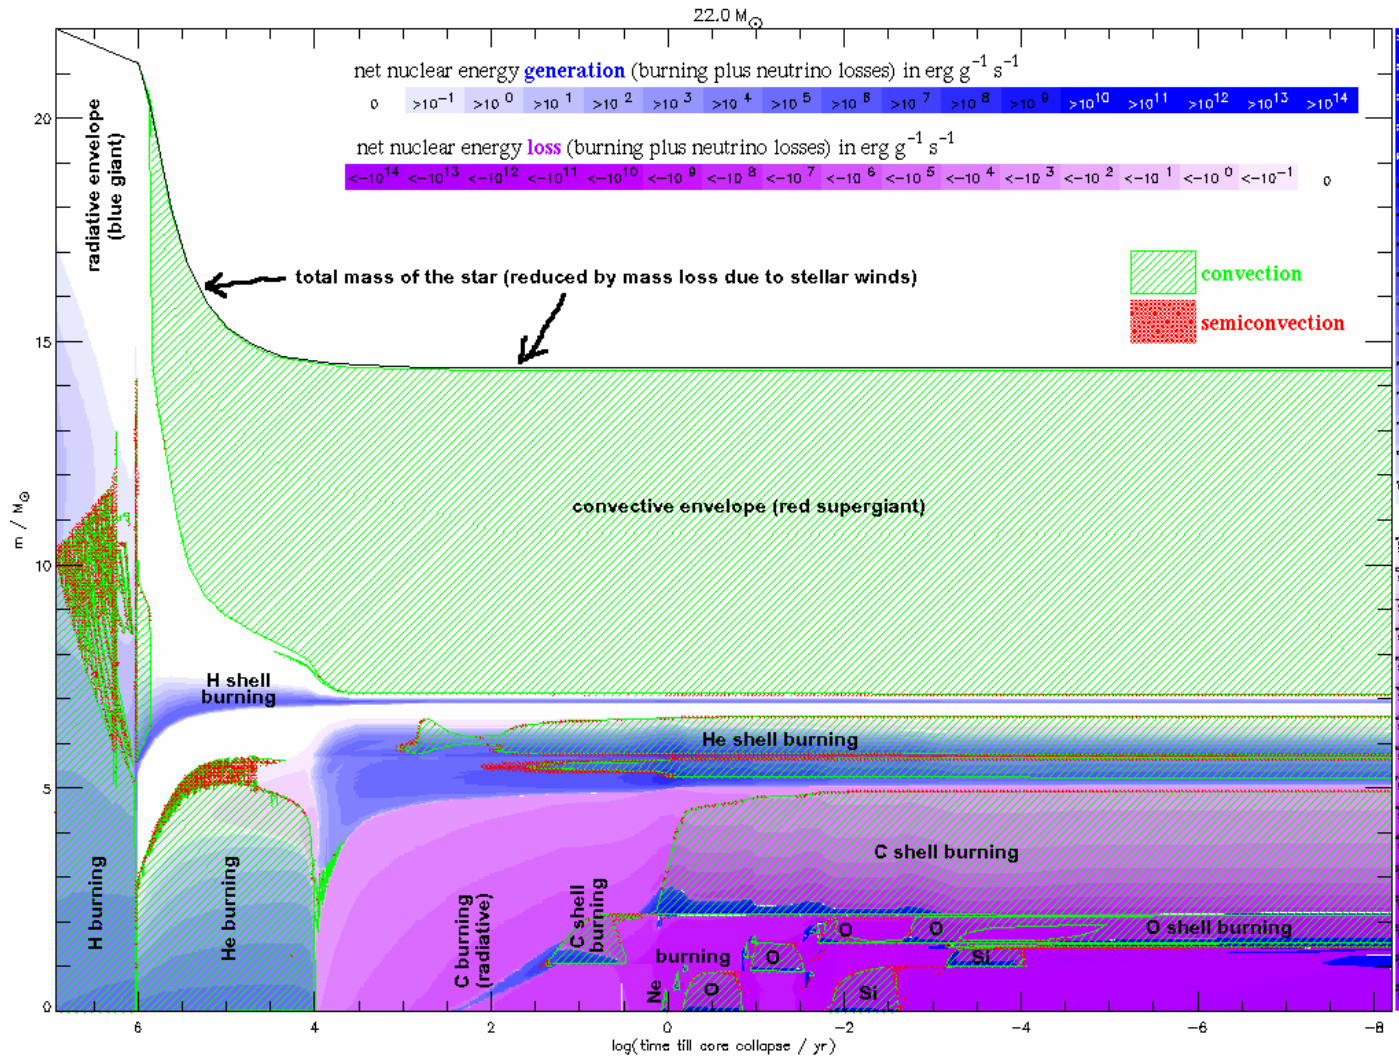 22.0 M☉
net nuclear energy generation (burning plus neutrino losses) in erg g⁻¹ s⁻¹
0 >10⁻¹ >10⁰ >10¹ >10² >10³ >10⁴ >10⁵ >10⁶ >10⁷ >10⁸ >10⁹ >10¹⁰ >10¹¹ >10¹² >10¹³ >10¹⁴
net nuclear energy loss (burning plus neutrino losses) in erg g⁻¹ s⁻¹
<-10¹⁴ <-10¹³ <-10¹² <-10¹¹ <-10¹⁰ <-10⁹ <-10⁸ <-10⁷ <-10⁶ <-10⁵ <-10⁴ <-10³ <-10² <-10¹ <-10⁰ <-10⁻¹ 0
radiative envelope
(blue giant)
convection
semiconvection
total mass of the star (reduced by mass loss due to stellar winds)
convective envelope (red supergiant)
H shell
burning
He shell burning
C shell burning
H burning
He burning
C burning
(radiative)
C shell
burning
Ne
burning
O
O
O
O
O shell burning
Si
Si
m / M☉
20
15
10
5
0
6 4 2 0 -2 -4 -6 -8
log(time till core collapse / yr)